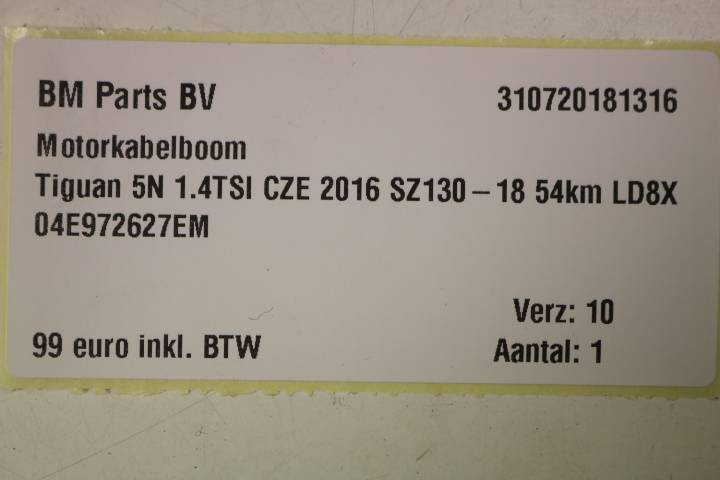 BM Parts BV 310720181316
Motorkabelboom
Tiguan 5N 1.4TSI CZE 2016 SZ130 – 18 54km LD8X
04E972627EM
Verz: 10
99 euro inkl. BTW Aantal: 1